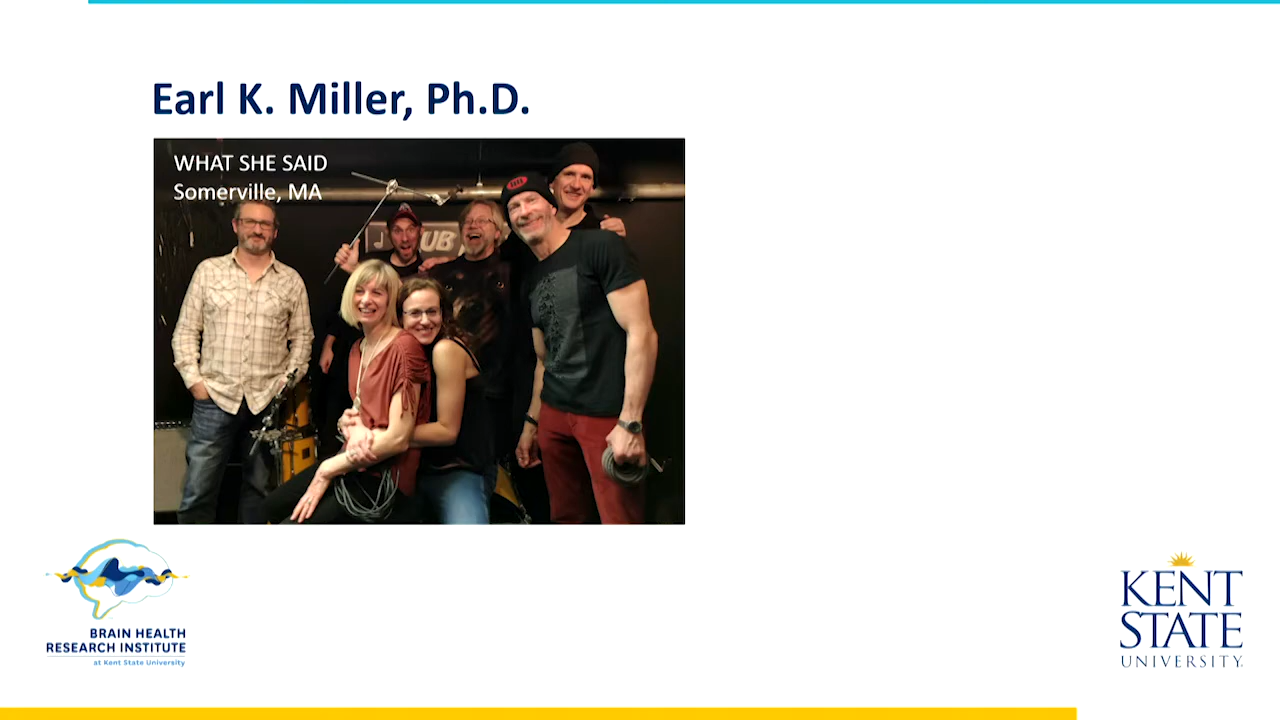 Earl K. Miller, Ph.D.
WHAT SHE SAID
Somerville, MA
UB
BRAIN HEALTH
RESEARCH INSTITUTE
at Kent State University
KENT
STATE
UNIVERSITY